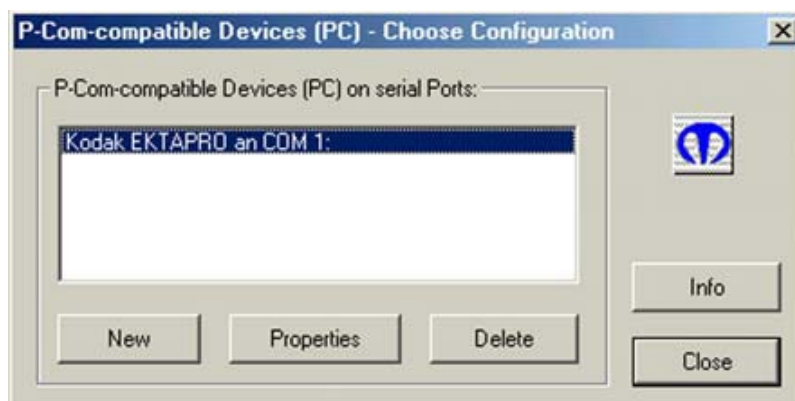 P-Com-compatible Devices (PC) - Choose Configuration
P-Com-compatible Devices (PC) on serial Ports:
Kodak EKTAPRO an COM 1:
New
Properties
Delete
Info
Close